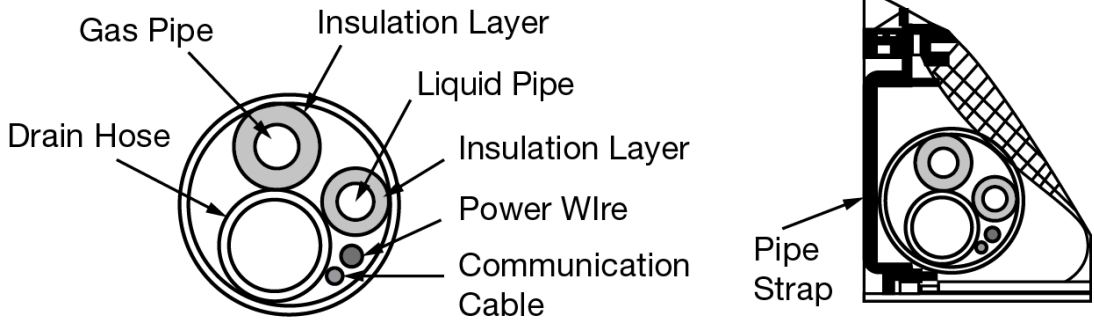 Gas Pipe
Insulation Layer
Liquid Pipe
Drain Hose
Insulation Layer
Power WIre
Communication
Cable
Pipe
Strap